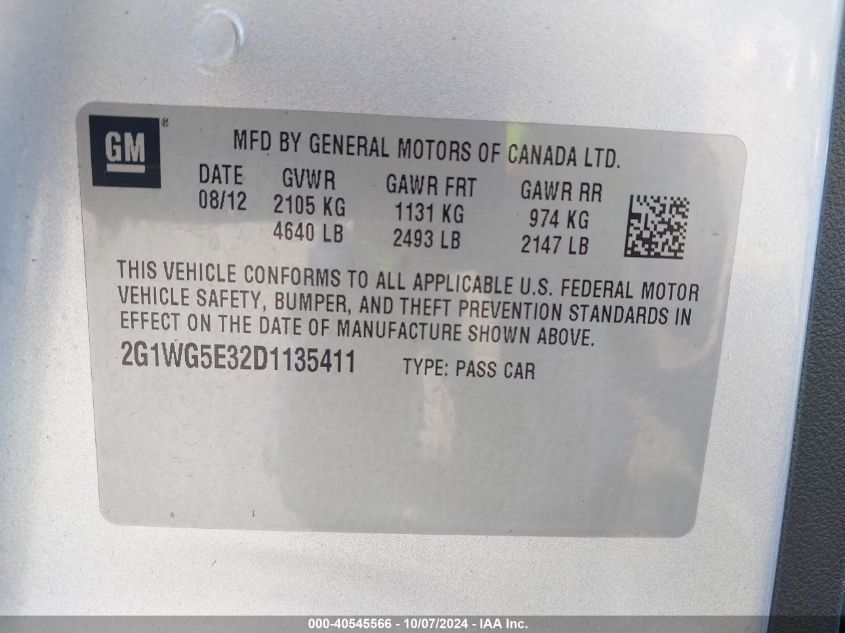 GM ®
MFD BY GENERAL MOTORS OF CANADA LTD.
DATE GVWR GAWR FRT GAWR RR
08/12 2105 KG 1131 KG 974 KG
4640 LB 2493 LB 2147 LB
THIS VEHICLE CONFORMS TO ALL APPLICABLE U.S. FEDERAL MOTOR
VEHICLE SAFETY, BUMPER, AND THEFT PREVENTION STANDARDS IN
EFFECT ON THE DATE OF MANUFACTURE SHOWN ABOVE.
2G1WG5E32D1135411 TYPE: PASS CAR
000-40545566 - 10/07/2024 - IAA Inc.